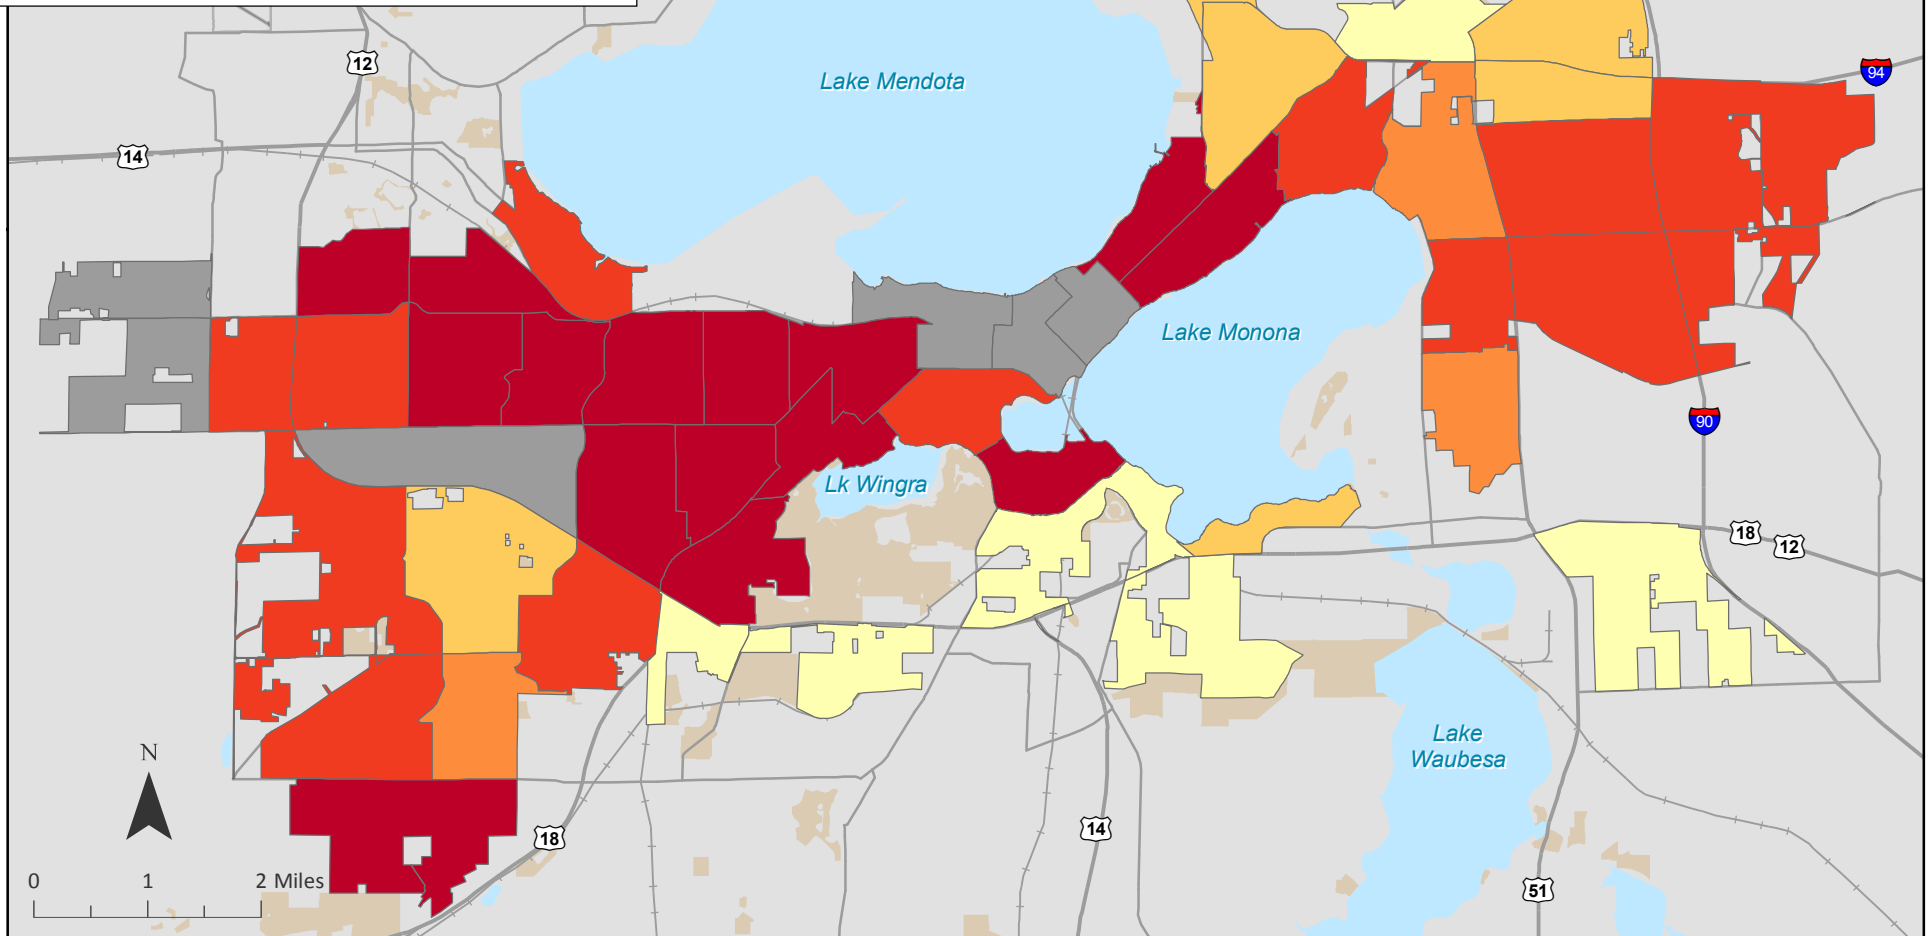 12
Lake Mendota
94
14
Lake Monona
90
Lk Wingra
18
12
Lake
Waubesa
N
18
14
0
1
2 Miles
51